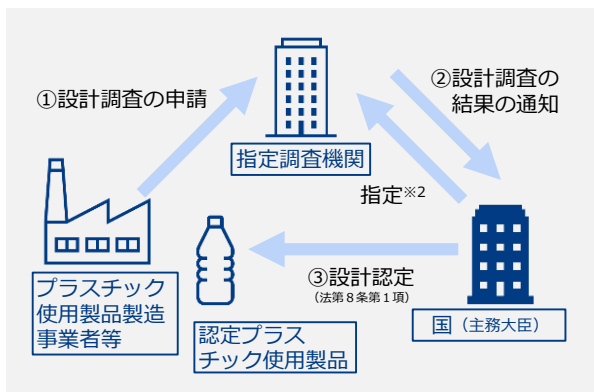 ①設計調査の申請
②設計調査の
結果の通知
指定調査機関
指定※2
③設計認定
(法第８条第１項)
プラスチック
使用製品製造
事業者等
認定プラス
チック使用製品
国（主務大臣）